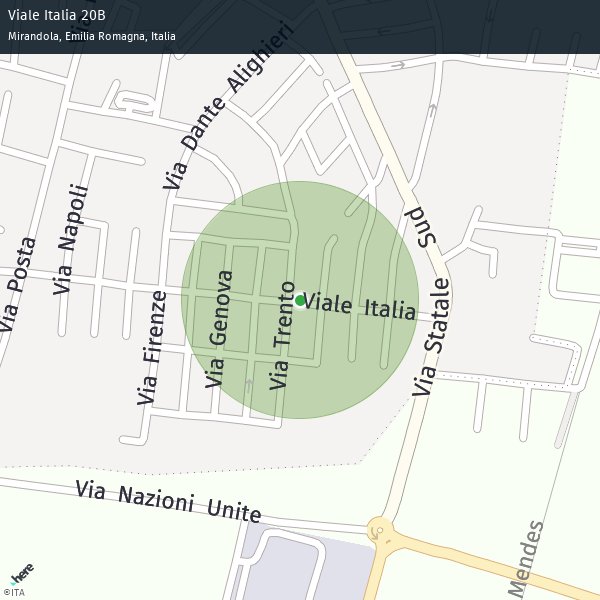 Viale Italia 20B
Mirandola, Emilia Romagna, Italia
Via Dante Alighieri
Via Napoli
Via Posta
Sud
Via Firenze
Via Genova
Via Trento
Viale Italia
Via Statale
Via Nazioni Unite
Mendes
here
©ITA